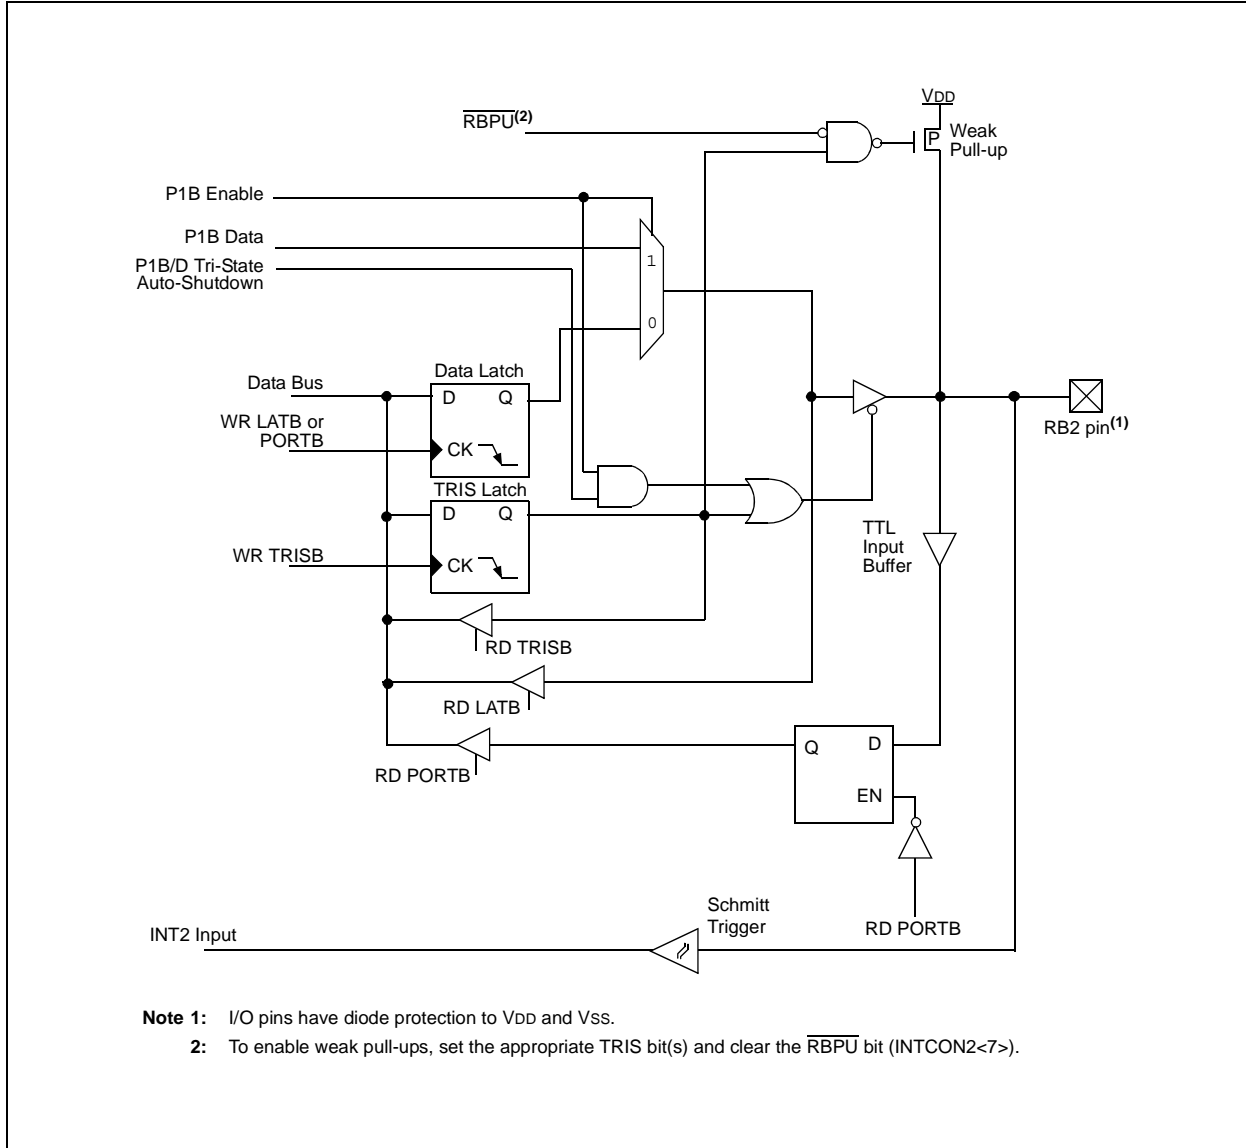 VDD
RBPU(2)
P
Weak
Pull-up
P1B Enable
P1B Data
1
P1B/D Tri-State
Auto-Shutdown
0
Data Latch
Data Bus
D Q
WR LATB or
PORTB
CK
RB2 pin(1)
TRIS Latch
D Q
TTL
Input
Buffer
WR TRISB
CK
RD TRISB
RD LATB
Q D
RD PORTB
EN
Schmitt
Trigger
RD PORTB
INT2 Input
Note 1: I/O pins have diode protection to VDD and VSS.
2: To enable weak pull-ups, set the appropriate TRIS bit(s) and clear the RBPU bit (INTCON2<7>).